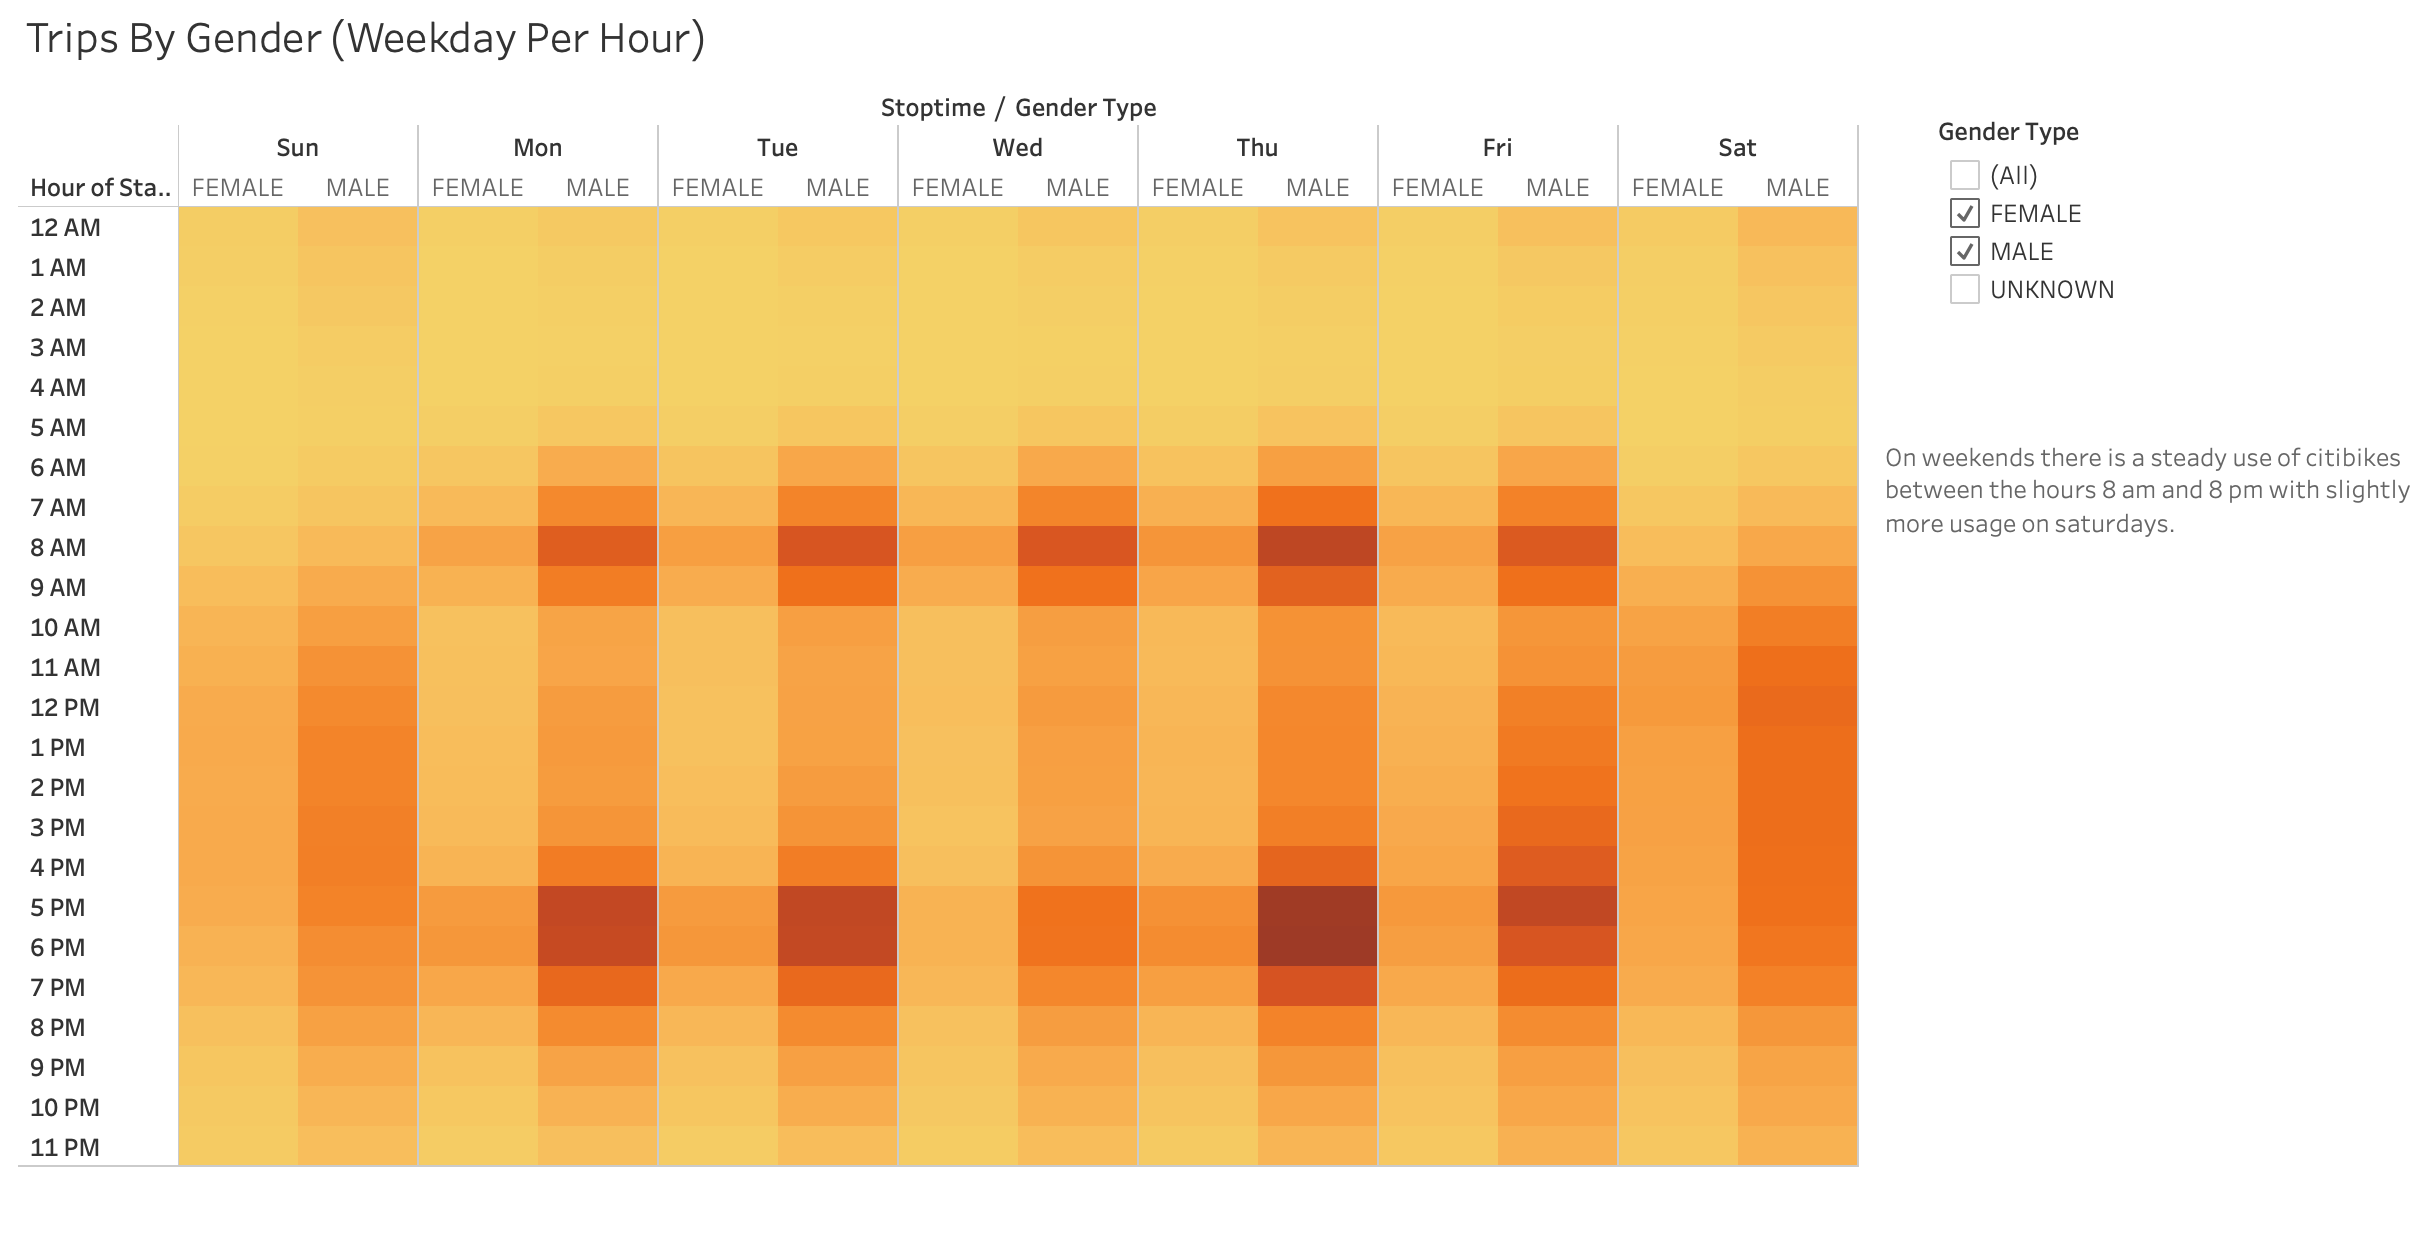 Trips By Gender (Weekday Per Hour)
Stoptime / Gender Type
Sun Mon Tue Wed Thu Fri Sat
Hour of Sta.. FEMALE MALE FEMALE MALE FEMALE MALE FEMALE MALE FEMALE MALE FEMALE MALE FEMALE MALE
12 AM
1 AM
2 AM
3 AM
4 AM
5 AM
6 AM
7 AM
8 AM
9 AM
10 AM
11 AM
12 PM
1 PM
2 PM
3 PM
4 PM
5 PM
6 PM
7 PM
8 PM
9 PM
10 PM
11 PM
Gender Type
(All)
FEMALE
MALE
UNKNOWN
On weekends there is a steady use of citibikes
between the hours 8 am and 8 pm with slightly
more usage on saturdays.